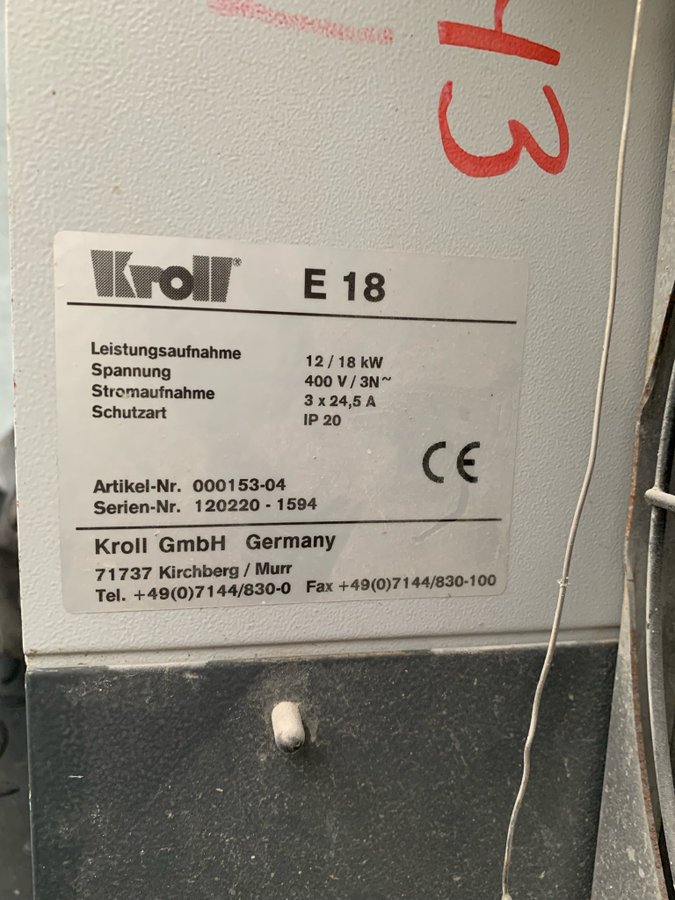 43
Kroll® E 18
Leistungsaufnahme 12 / 18 kW
Spannung 400 V / 3N~
Stromaufnahme 3 x 24,5 A
Schutzart IP 20
CE
Artikel-Nr. 000153-04
Serien-Nr. 120220 - 1594
Kroll GmbH Germany
71737 Kirchberg / Murr
Tel. +49(0)7144/830-0 Fax +49(0)7144/830-100